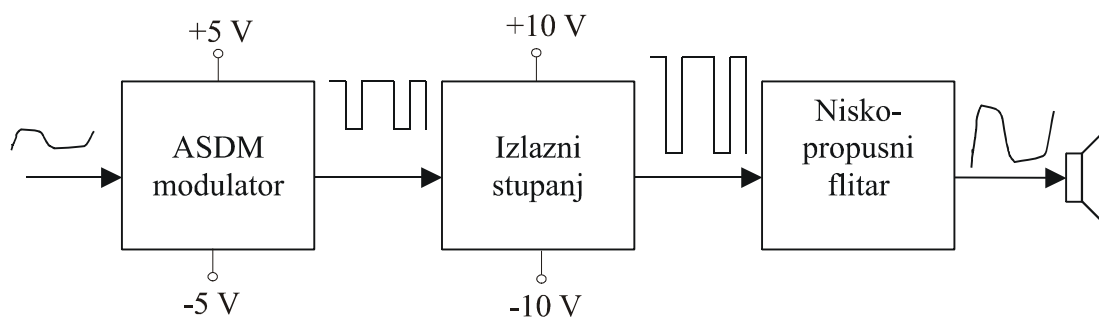 +5 V
ASDM
modulator
-5 V
+10 V
Izlazni
stupanj
-10 V
Nisko-
propusni
flitar